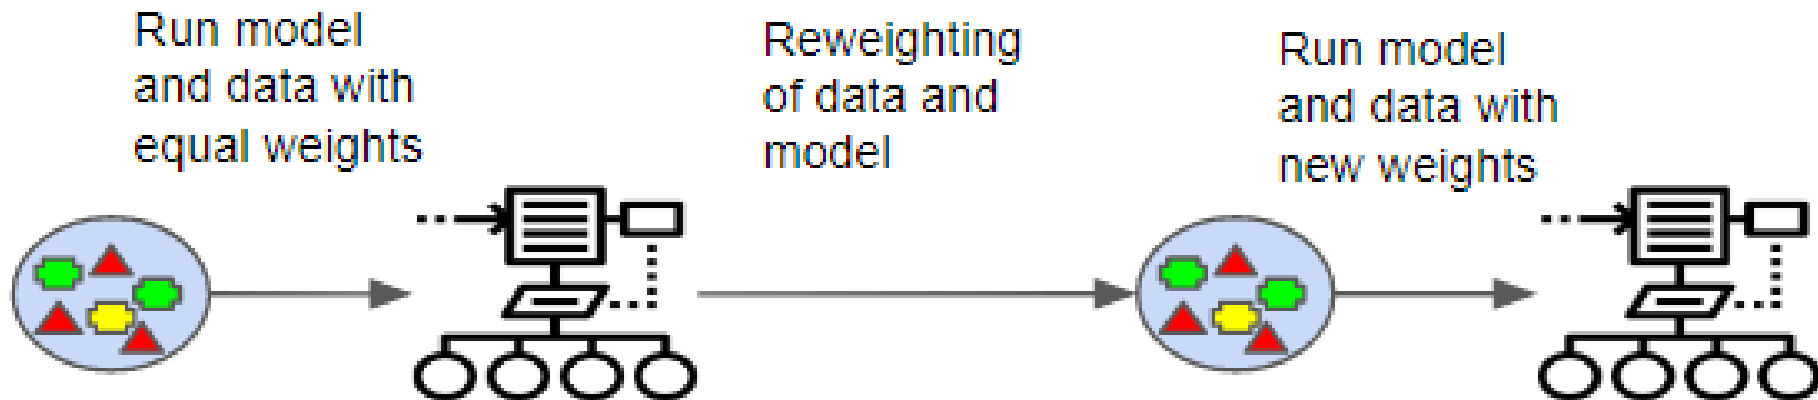 Run model
and data with
equal weights
Reweighting
of data and
model
Run model
and data with
new weights